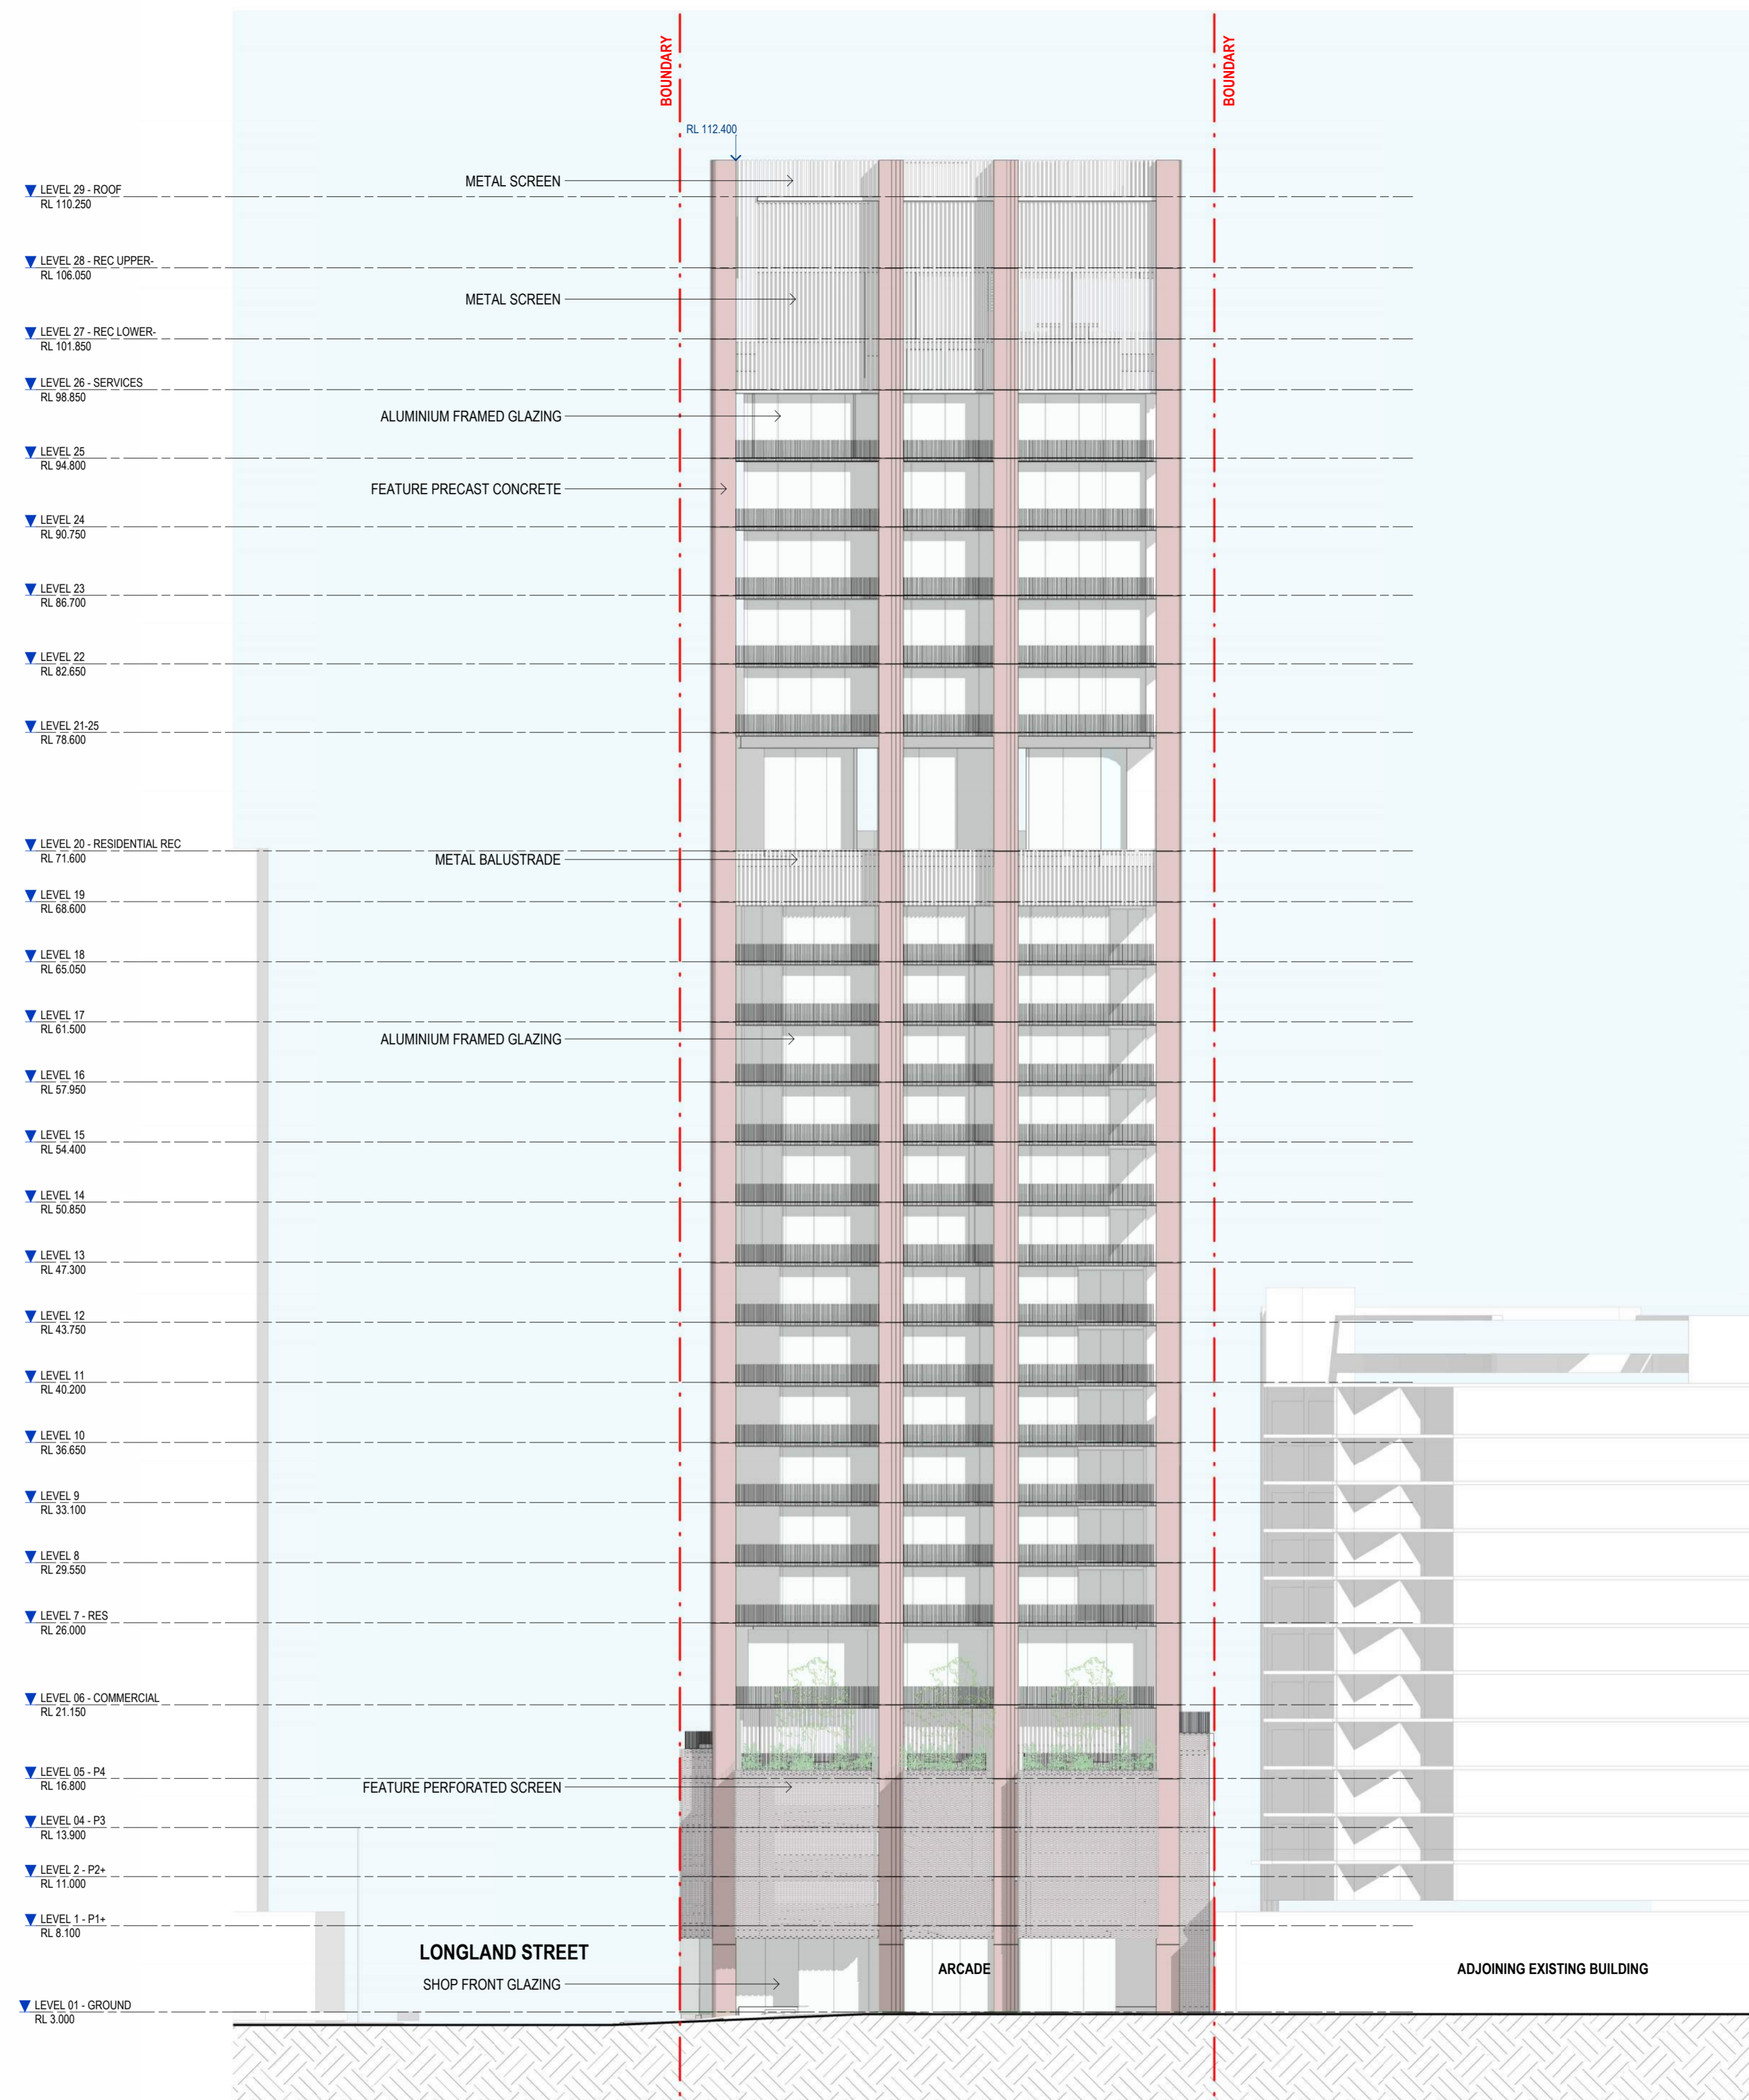 BOUNDARY
BOUNDARY
RL 112.400
METAL SCREEN
LEVEL 29 - ROOF
RL 110.250
LEVEL 28 - REC UPPER-
RL 106.050
METAL SCREEN
LEVEL 27 - REC LOWER-
RL 101.850
LEVEL 26 - SERVICES
RL 98.850
ALUMINIUM FRAMED GLAZING
LEVEL 25
RL 94.800
FEATURE PRECAST CONCRETE
LEVEL 24
RL 90.750
LEVEL 23
RL 86.700
LEVEL 22
RL 82.650
LEVEL 21-25
RL 78.600
LEVEL 20 - RESIDENTIAL REC
RL 71.600
METAL BALUSTRADE
LEVEL 19
RL 68.600
LEVEL 18
RL 65.050
LEVEL 17
RL 61.500
ALUMINIUM FRAMED GLAZING
LEVEL 16
RL 57.950
LEVEL 15
RL 54.400
LEVEL 14
RL 50.850
LEVEL 13
RL 47.300
LEVEL 12
RL 43.750
LEVEL 11
RL 40.200
LEVEL 10
RL 36.650
LEVEL 9
RL 33.100
LEVEL 8
RL 29.550
LEVEL 7 - RES
RL 26.000
LEVEL 06 - COMMERCIAL
RL 21.150
LEVEL 05 - P4
RL 16.800
FEATURE PERFORATED SCREEN
LEVEL 04 - P3
RL 13.900
LEVEL 2 - P2+
RL 11.000
LEVEL 1 - P1+
RL 8.100
LONGLAND STREET
ARCADE
ADJOINING EXISTING BUILDING
SHOP FRONT GLAZING
LEVEL 01 - GROUND
RL 3.000